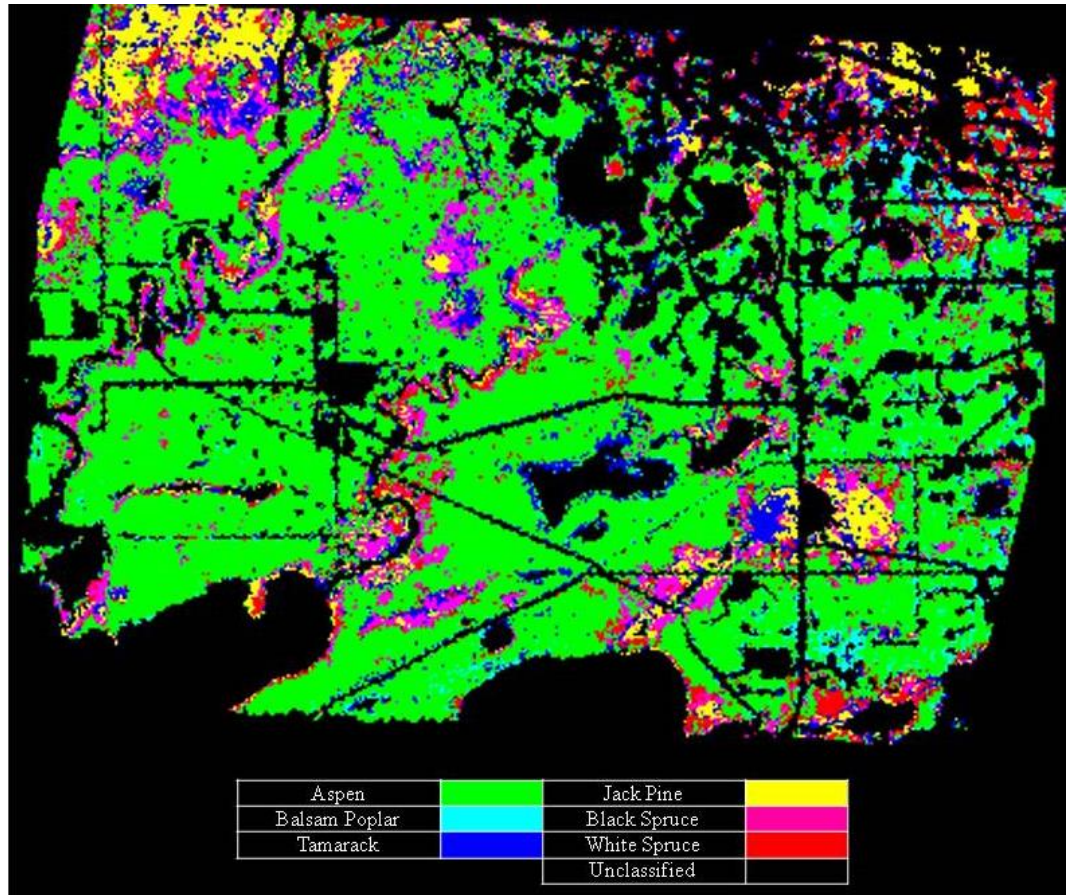 Aspen Jack Pine
Balsam Poplar Black Spruce
Tamarack White Spruce
Unclassified